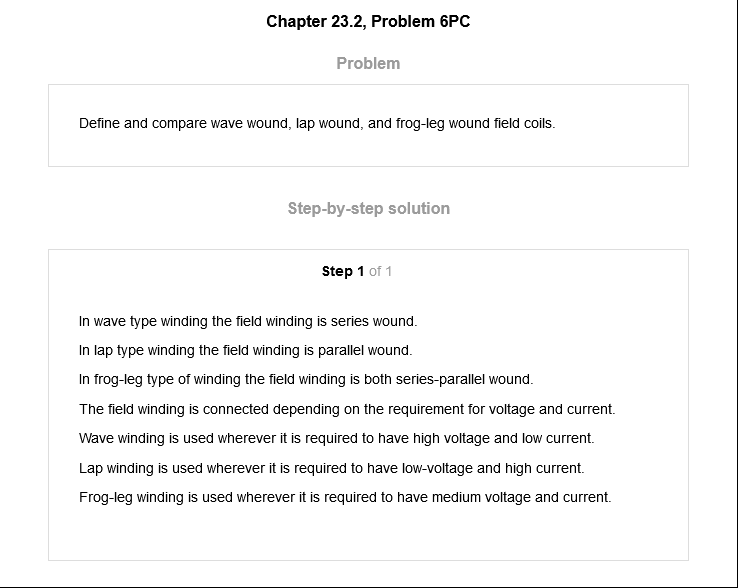 Chapter 23.2, Problem 6PC
Problem
Define and compare wave wound, lap wound, and frog-leg wound field coils.
Step-by-step solution
Step 1 of 1
In wave type winding the field winding is series wound.
In lap type winding the field winding is parallel wound.
In frog-leg type of winding the field winding is both series-parallel wound.
The field winding is connected depending on the requirement for voltage and current.
Wave winding is used wherever it is required to have high voltage and low current.
Lap winding is used wherever it is required to have low-voltage and high current.
Frog-leg winding is used wherever it is required to have medium voltage and current.